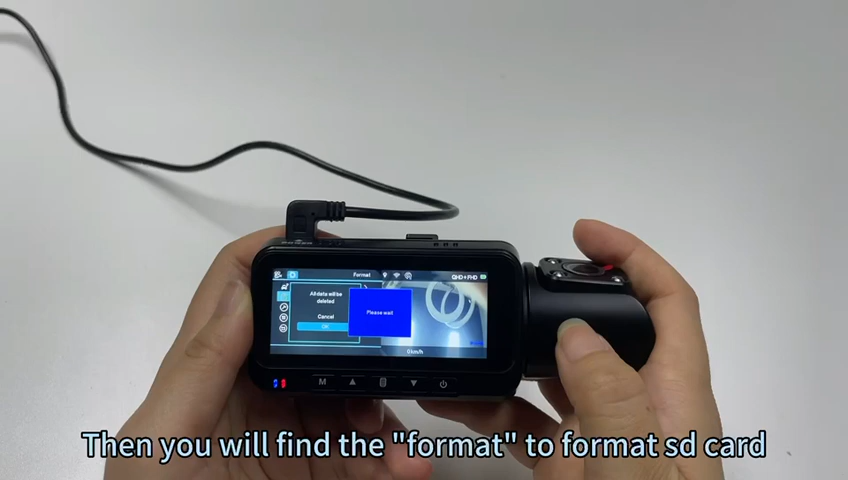 Format
QHD+FHD
All data will be
deleted
Please wait
Cancel
OK
0km/h
M
Then you will find the "format" to format sd card